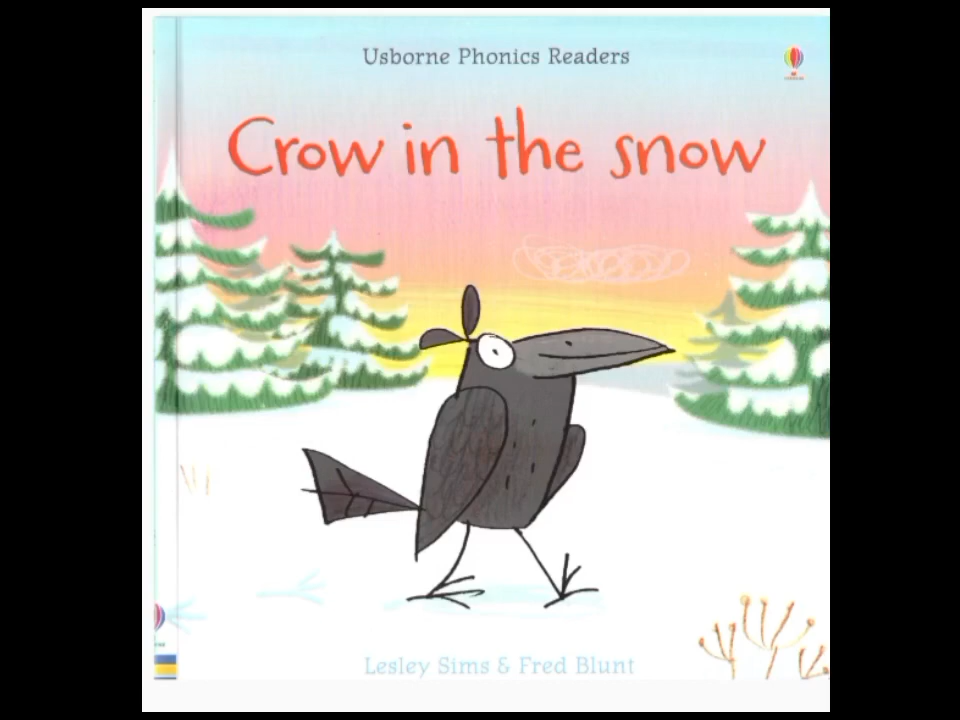 Usborne Phonics Readers
Crow in the snow
Lesley Sims & Fred Blunt